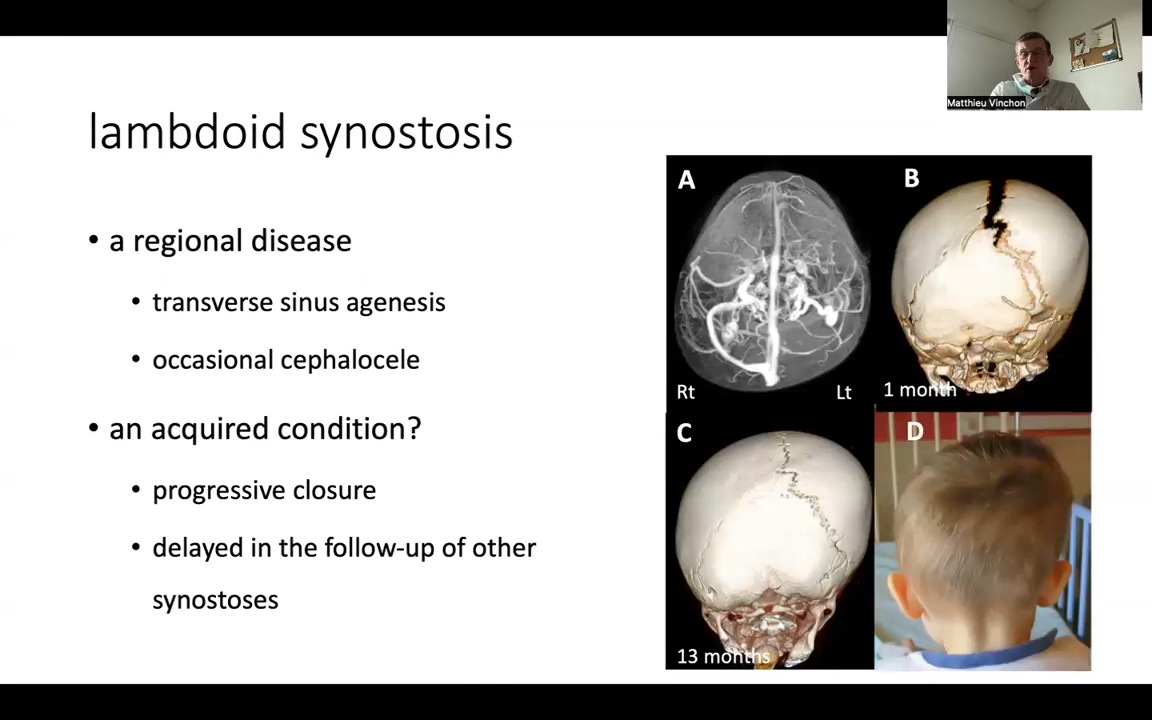 Matthieu Vinchon
lambdoid synostosis
• a regional disease
• transverse sinus agenesis
• occasional cephalocele
• an acquired condition?
• progressive closure
• delayed in the follow-up of other
synostoses
A
B
Rt
Lt
1 month
C
D
13 months